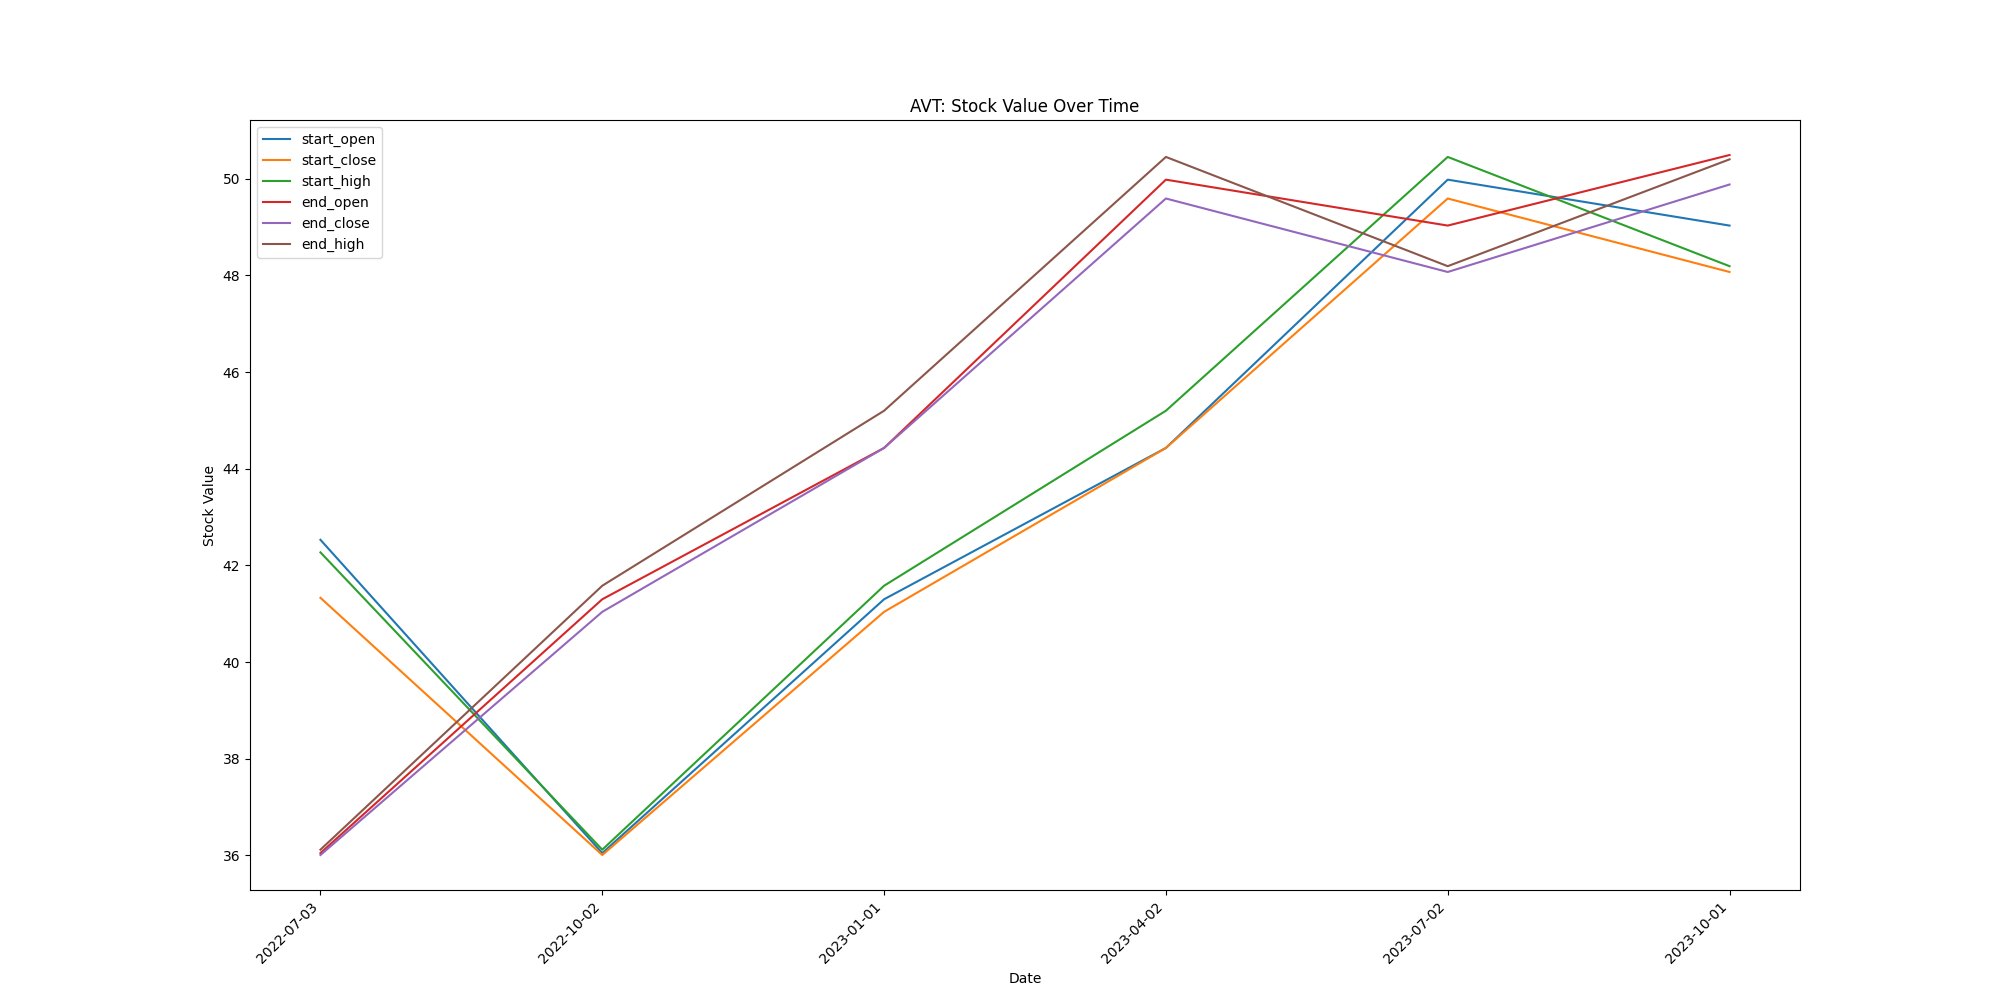 AVT: Stock Value Over Time
start_open
start_close
start_high
end_open
end_close
end_high
50
48
46
44
42
40
38
36
Stock Value
2022-07-03
2022-10-02
2023-01-01
2023-04-02
2023-07-02
2023-10-01
Date